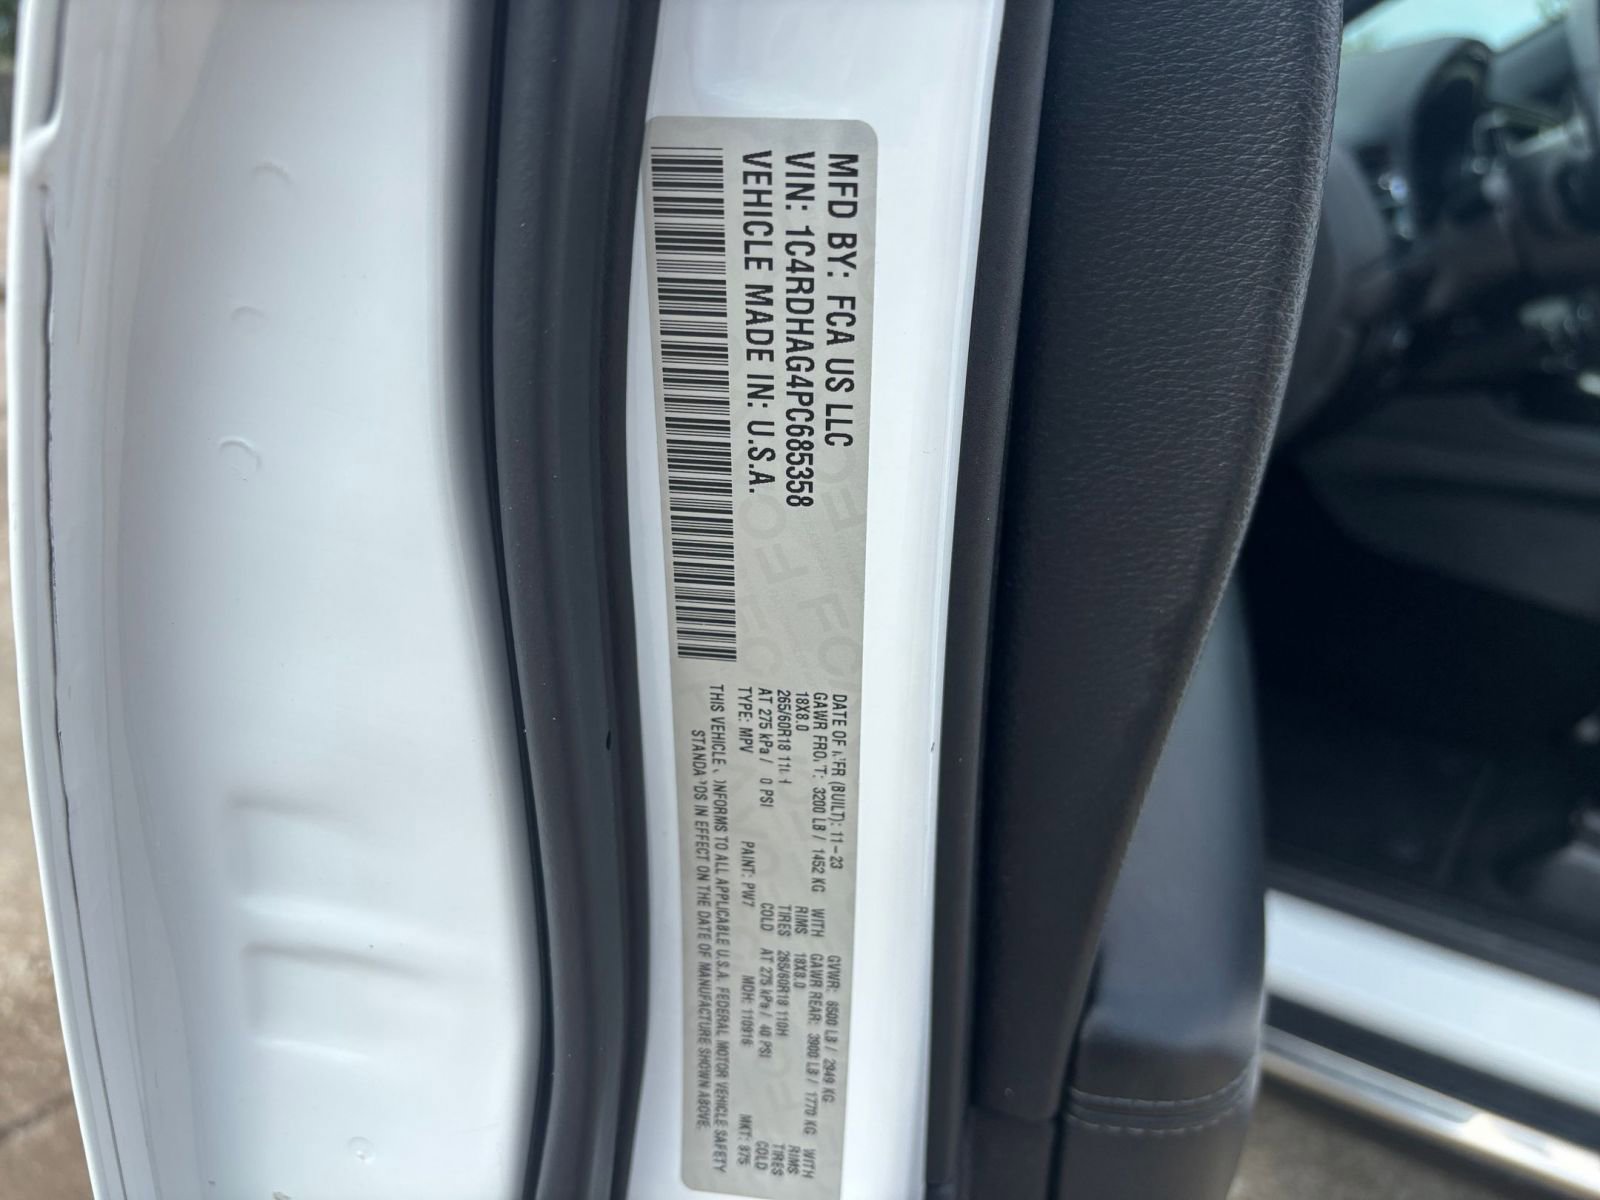 MFD BY: FCA US LLC
VIN: 1C4RDHAG4PC685358
VEHICLE MADE IN: U.S.A.
DATE OF MFR (BUILT): 11-23 GVWR: 6500 LB / 2949 KG
GAWR FRONT: 3200 LB / 1452 KG WITH GAWR REAR: 3900 LB / 1770 KG WITH
18X8.0 RIMS 18X8.0 RIMS
265/60R18 TIRES 265/60R18 110H TIRES
AT 275 kPa / 0 PSI COLD AT 275 kPa / 40 PSI COLD
TYPE: MPV PAINT: PW7 MDH: 110916 MKT: 875
THIS VEHICLE CONFORMS TO ALL APPLICABLE U.S.A. FEDERAL MOTOR VEHICLE SAFETY
STANDARDS IN EFFECT ON THE DATE OF MANUFACTURE SHOWN ABOVE.